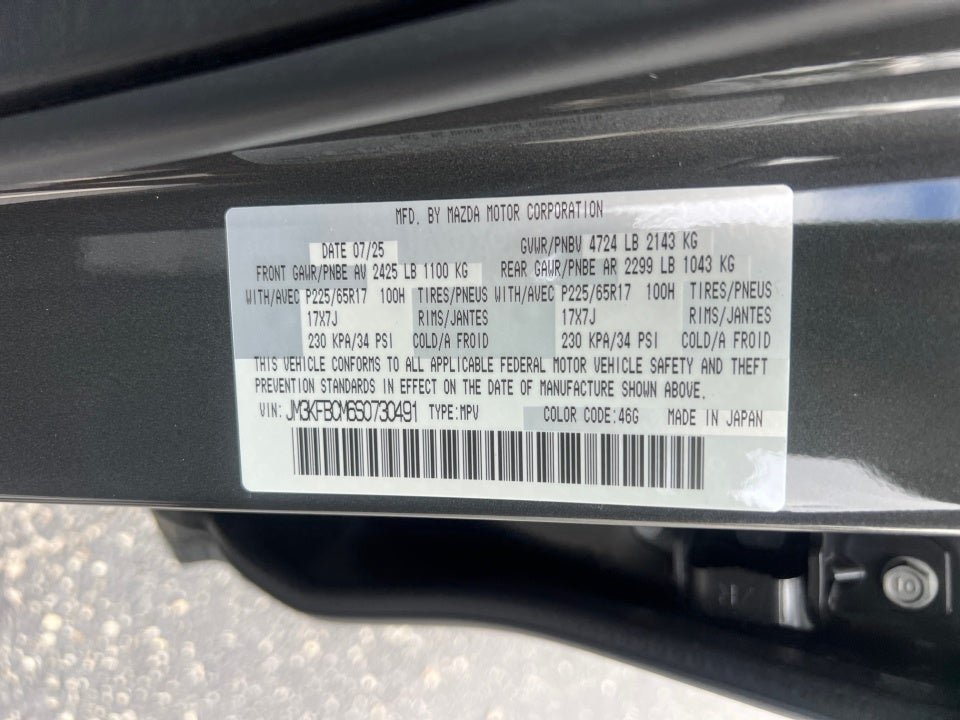 MFD. BY MAZDA MOTOR CORPORATION
DATE 07/25 GVWR/PNBV 4724 LB 2143 KG
FRONT GAWR/PNBE AV 2425 LB 1100 KG REAR GAWR/PNBE AR 2299 LB 1043 KG
WITH/AVEC P225/65R17 100H TIRES/PNEUS WITH/AVEC P225/65R17 100H TIRES/PNEUS
17X7J RIMS/JANTES 17X7J RIMS/JANTES
230 KPA/34 PSI COLD/A FROID 230 KPA/34 PSI COLD/A FROID
THIS VEHICLE CONFORMS TO ALL APPLICABLE FEDERAL MOTOR VEHICLE SAFETY AND THEFT
PREVENTION STANDARDS IN EFFECT ON THE DATE OF MANUFACTURE SHOWN ABOVE.
VIN: JM3KFBCM6S0730491 TYPE:MPV COLOR CODE:46G MADE IN JAPAN